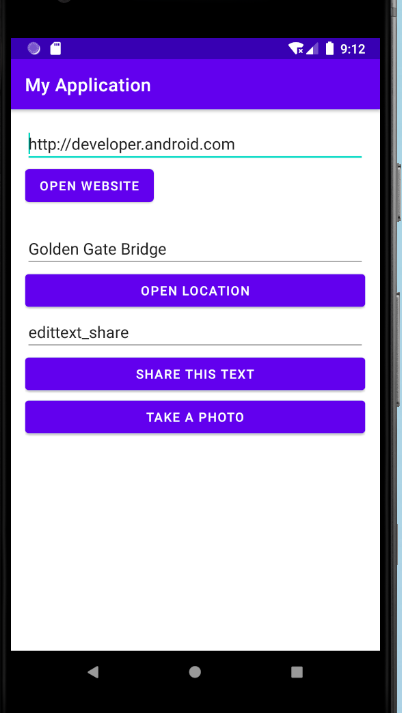 9:12
My Application
http://developer.android.com
OPEN WEBSITE
Golden Gate Bridge
OPEN LOCATION
edittext_share
SHARE THIS TEXT
TAKE A PHOTO